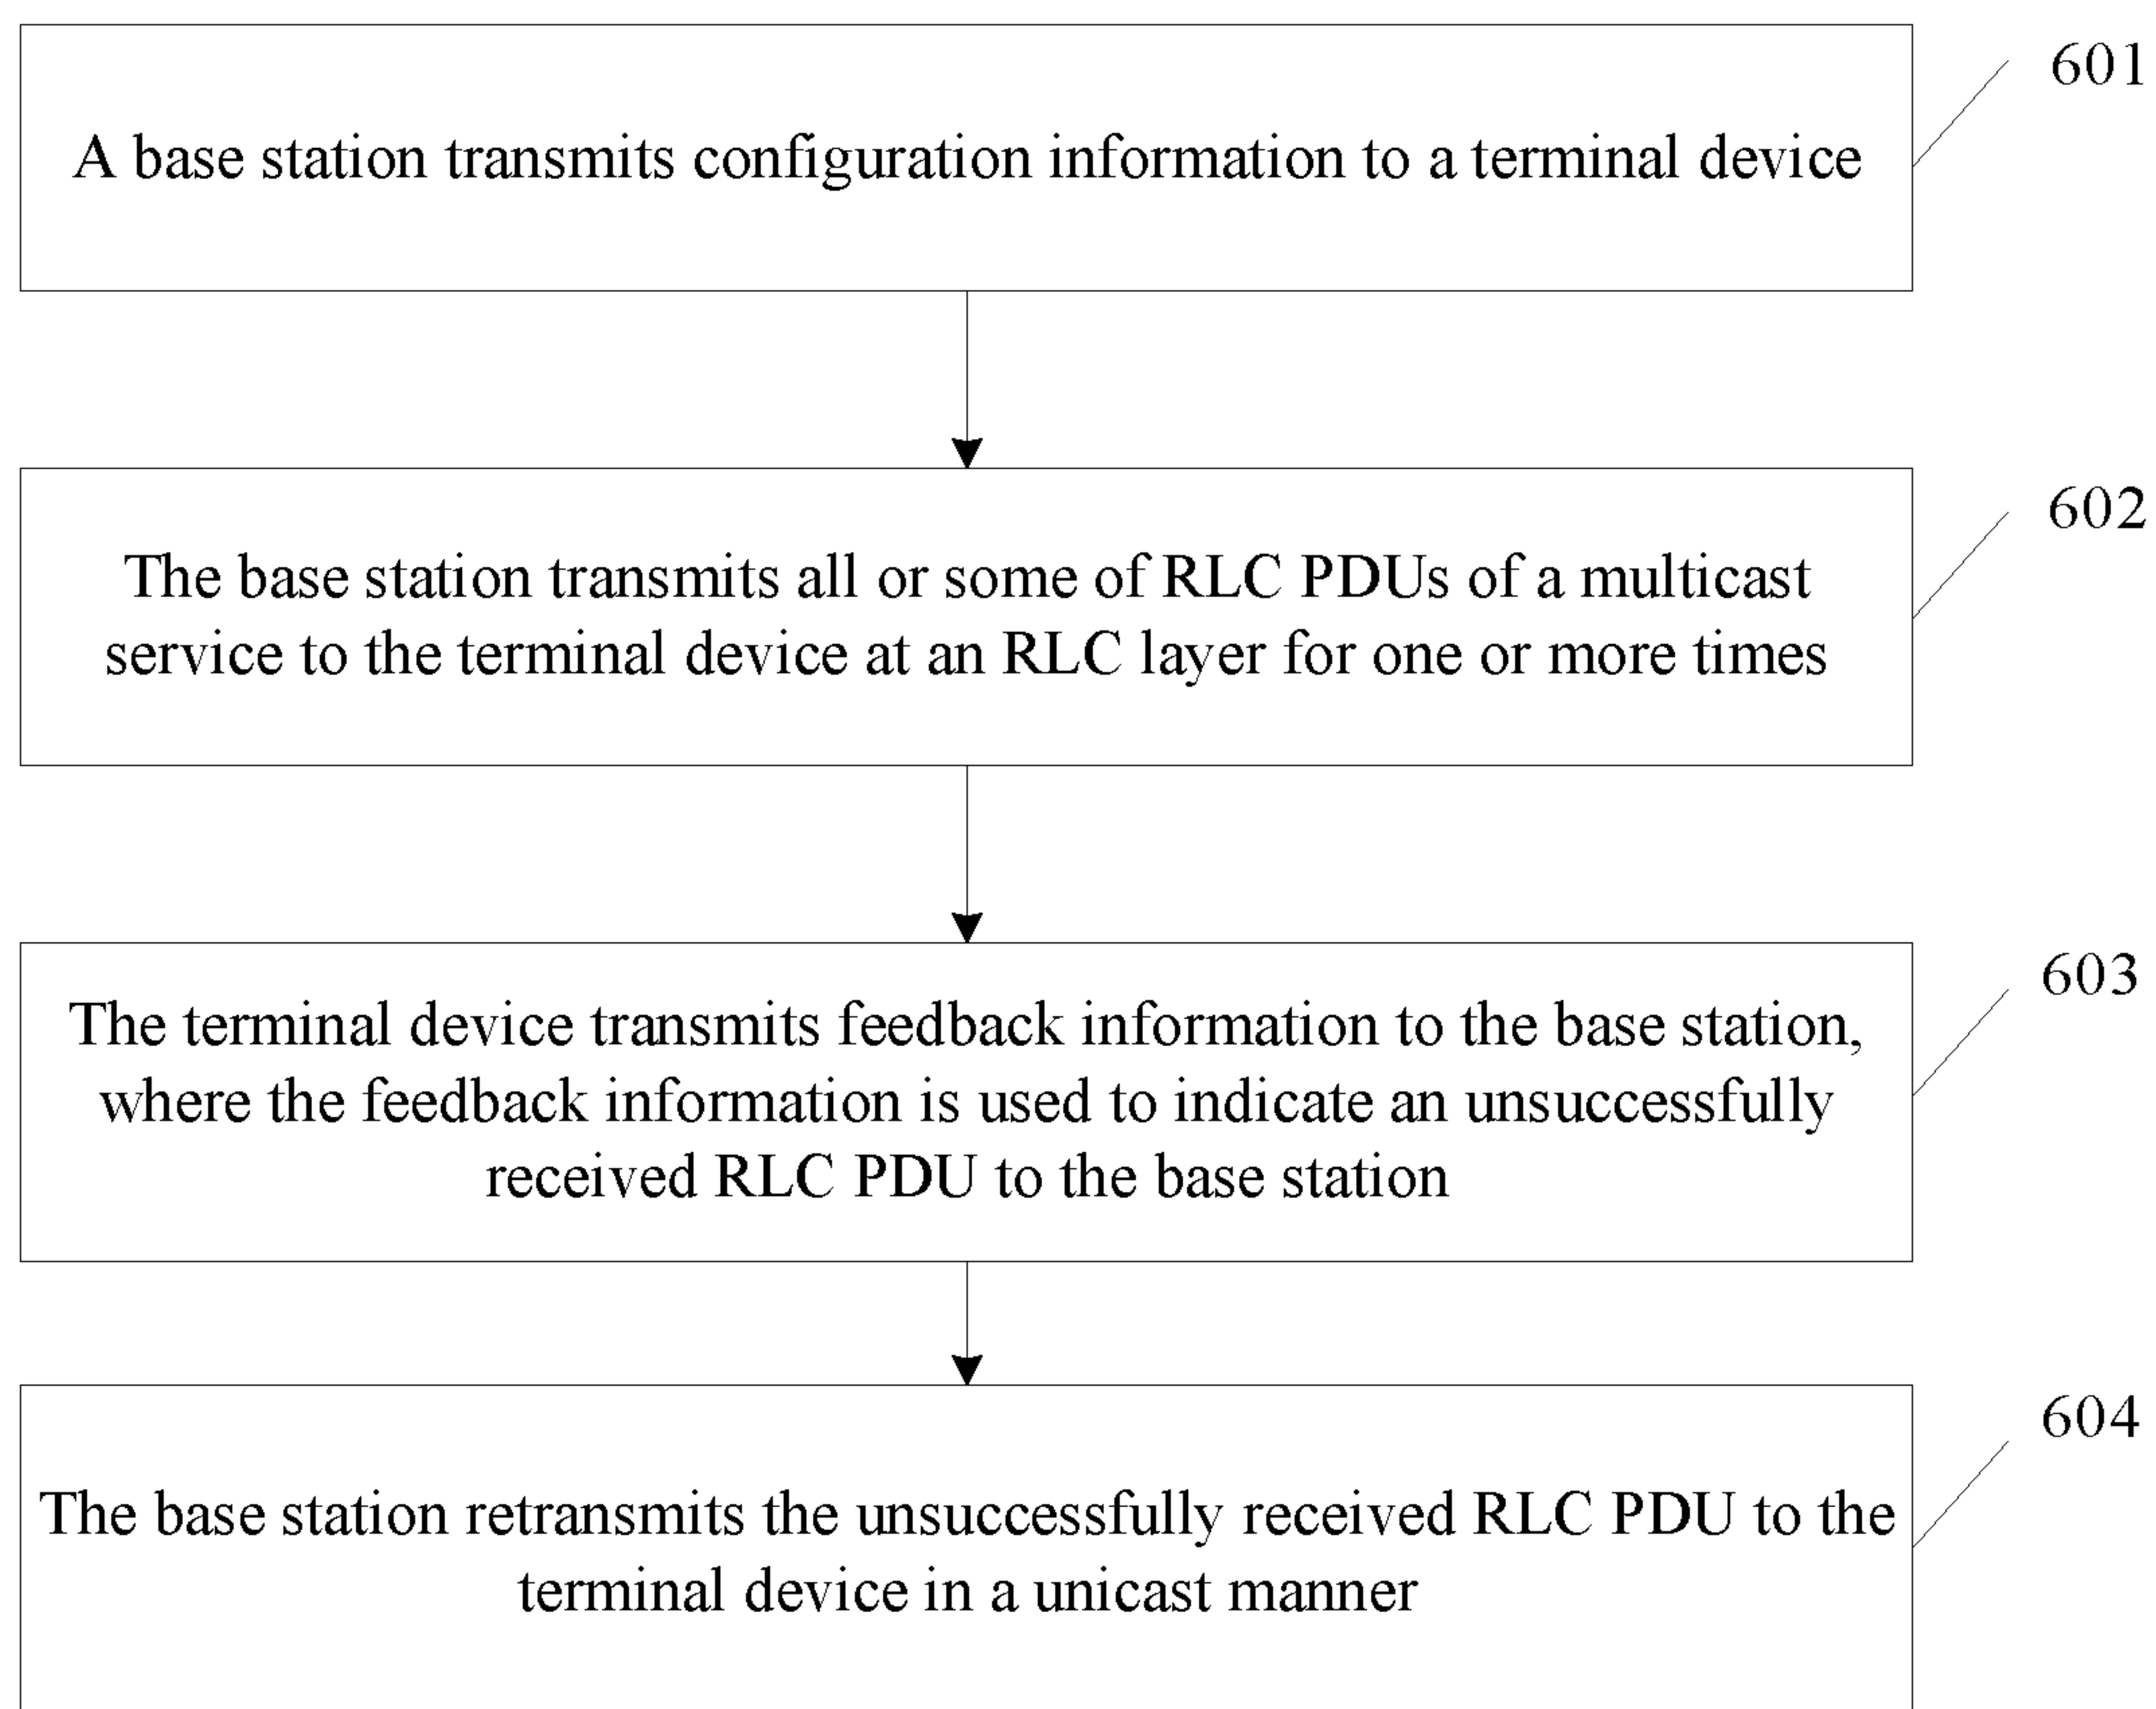 601
A base station transmits configuration information to a terminal device
602
The base station transmits all or some of RLC PDUs of a multicast
service to the terminal device at an RLC layer for one or more times
603
The terminal device transmits feedback information to the base station,
where the feedback information is used to indicate an unsuccessfully
received RLC PDU to the base station
604
The base station retransmits the unsuccessfully received RLC PDU to the
terminal device in a unicast manner